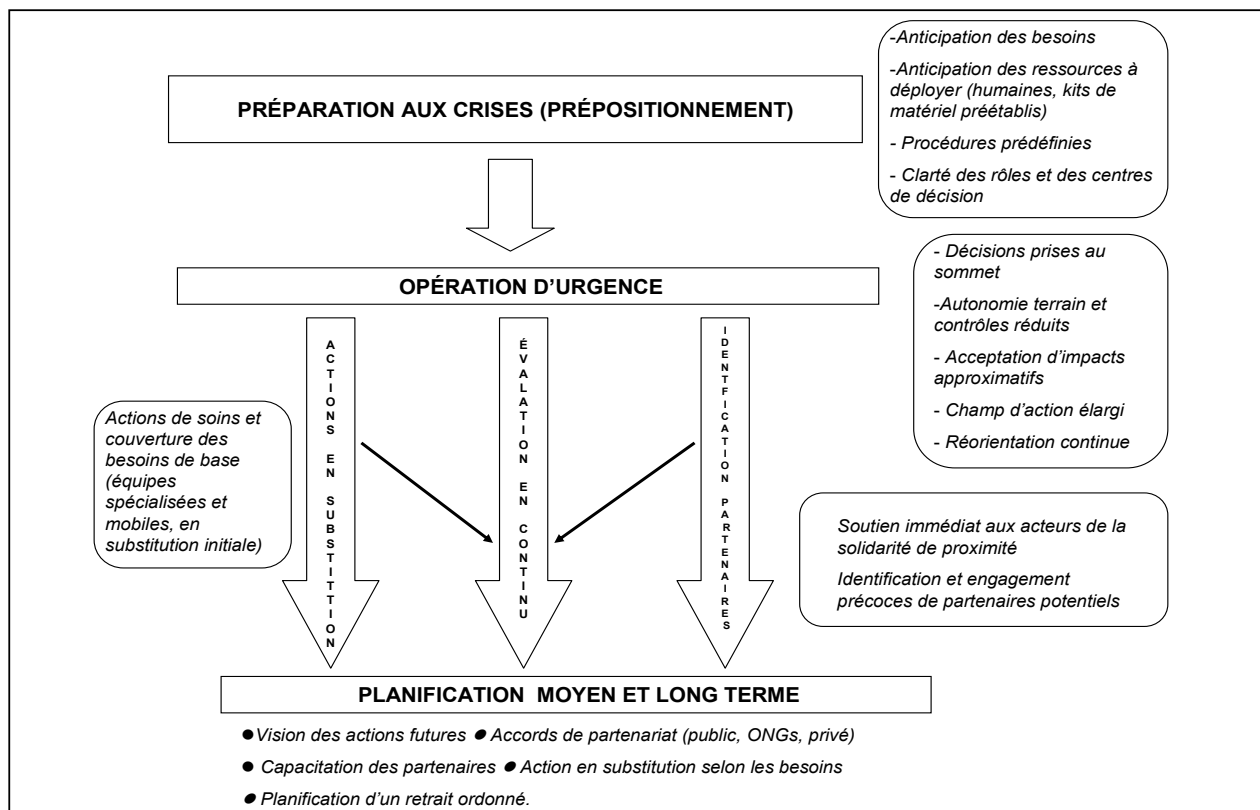 -Anticipation des besoins
-Anticipation des ressources à
déployer (humaines, kits de
matériel préétablis)
- Procédures prédéfinies
- Clarté des rôles et des centres
de décision
PRÉPARATION AUX CRISES (PRÉPOSITIONNEMENT)
OPÉRATION D’URGENCE
- Décisions prises au
sommet
-Autonomie terrain et
contrôles réduits
- Acceptation d’impacts
approximatifs
- Champ d’action élargi
- Réorientation continue
Actions de soins et
couverture des
besoins de base
(équipes
spécialisées et
mobiles, en
substitution initiale)
ACTIONS EN SUBSTITTION
ÉVALATION EN CONTINU
IDENTFICATION PARTENAIRES
Soutien immédiat aux acteurs de la
solidarité de proximité
Identification et engagement
précoces de partenaires potentiels
PLANIFICATION MOYEN ET LONG TERME
●Vision des actions futures ● Accords de partenariat (public, ONGs, privé)
● Capacitation des partenaires ● Action en substitution selon les besoins
● Planification d’un retrait ordonné.